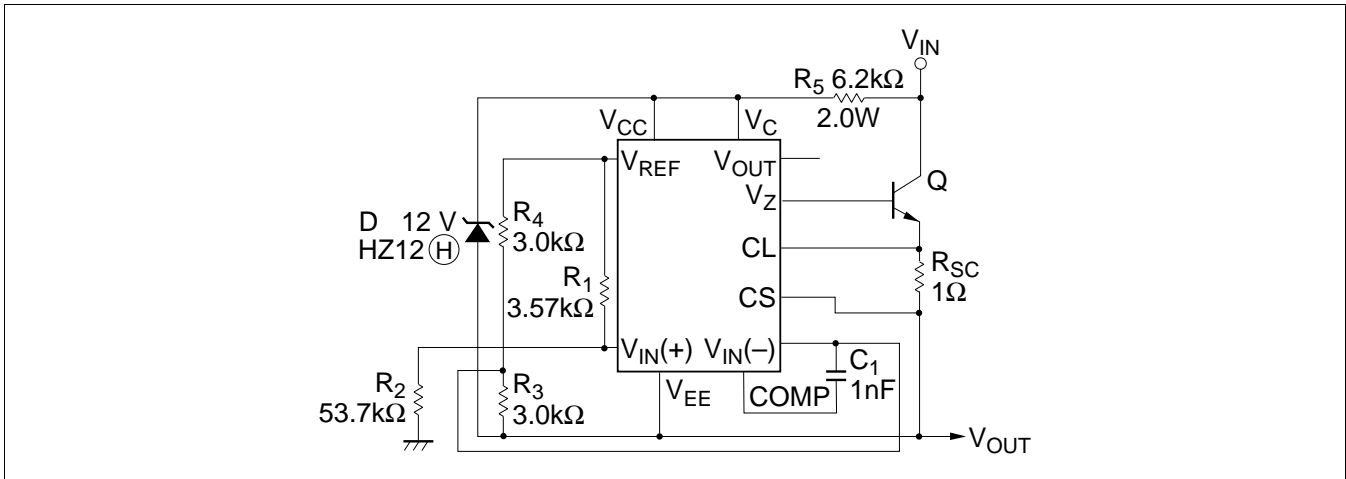 V_IN
R_5 6.2kΩ
2.0W
V_CC
V_C
V_REF
V_OUT
V_Z
Q
D 12 V
HZ12 Ⓗ
R_4
3.0kΩ
CL
R_1
3.57kΩ
R_SC
1Ω
CS
V_IN(+)
V_IN(–)
C_1
1nF
R_2
53.7kΩ
R_3
3.0kΩ
V_EE
COMP
V_OUT